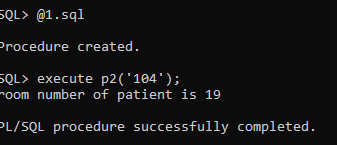 SQL> @1.sql
Procedure created.
SQL> execute p2('104');
room number of patient is 19
PL/SQL procedure successfully completed.